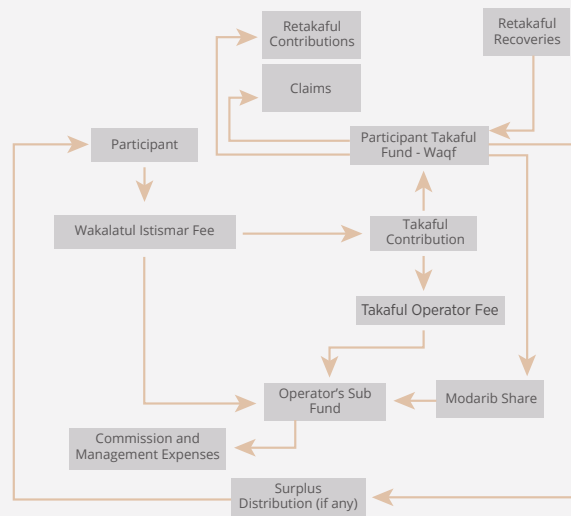 Retakaful
Contributions
Retakaful
Recoveries
Claims
Participant
Participant Takaful
Fund - Waqf
Wakalatul Istismar Fee
Takaful
Contribution
Takaful Operator Fee
Operator's Sub
Fund
Modarib Share
Commission and
Management Expenses
Surplus
Distribution (if any)